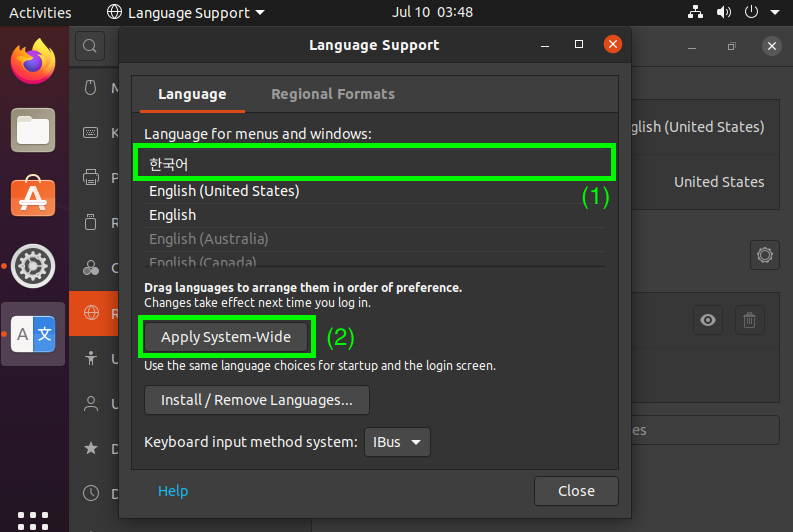 Activities Language Support Jul 10 03:48
Language Support
Language Regional Formats
Language for menus and windows:
한국어
(1)
English (United States)
English
English (Australia)
English (Canada)
Drag languages to arrange them in order of preference.
Changes take effect next time you log in.
Apply System-Wide (2)
Use the same language choices for startup and the login screen.
Install / Remove Languages...
Keyboard input method system: IBus
Help Close
(United States)
United States
A 文